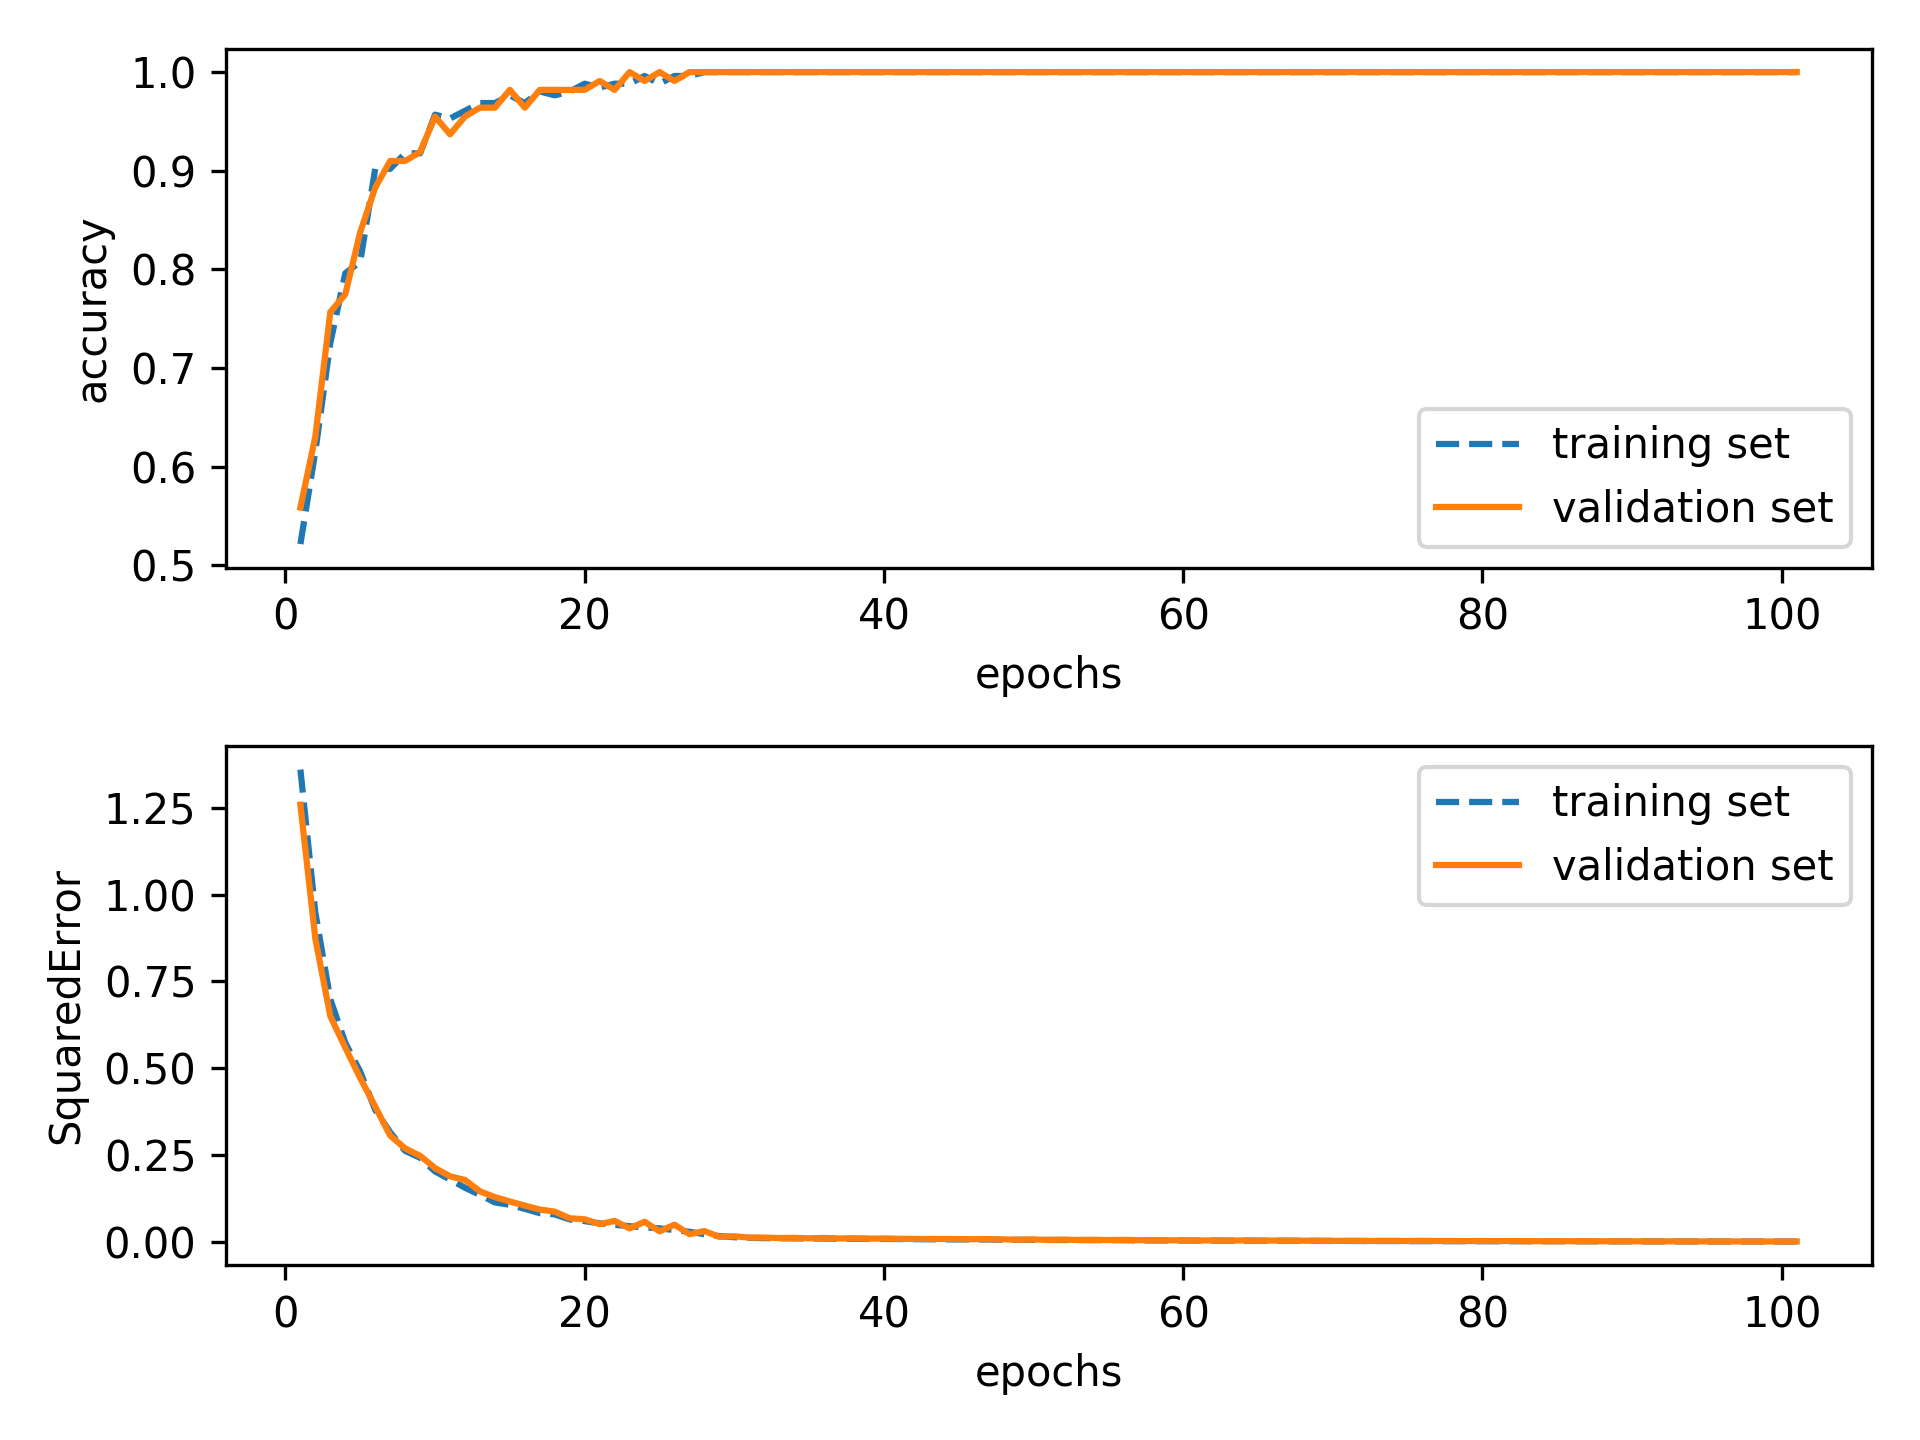 1.0
0.9
0.8
0.7
0.6
0.5
accuracy
training set
validation set
0 20 40 60 80 100
epochs
1.25
1.00
0.75
0.50
0.25
0.00
SquaredError
training set
validation set
0 20 40 60 80 100
epochs